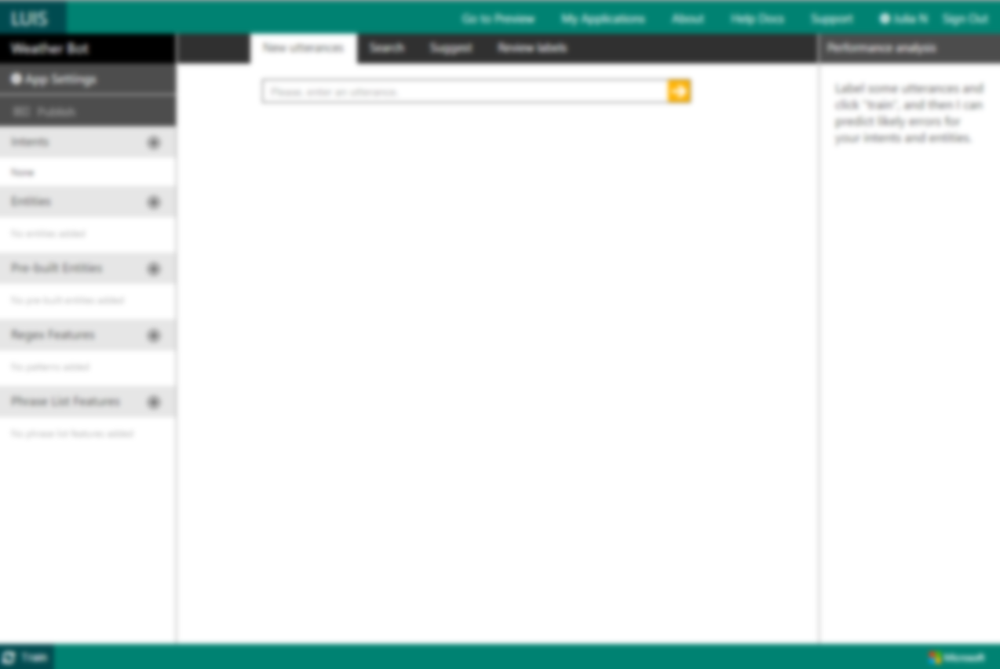 LUIS
Go to Preview
My Applications
About
Help Docs
Support
Julia N
Sign Out
Weather Bot
New utterances
Search
Suggest
Review labels
Performance analysis
App Settings
Publish
Please, enter an utterance.
Label some utterances and
click "train", and then I can
predict likely errors for
your intents and entities.
Intents
None
Entities
No entities added
Pre-built Entities
No pre-built entities added
Regex Features
No patterns added
Phrase List Features
No phrase list features added
Train
Microsoft